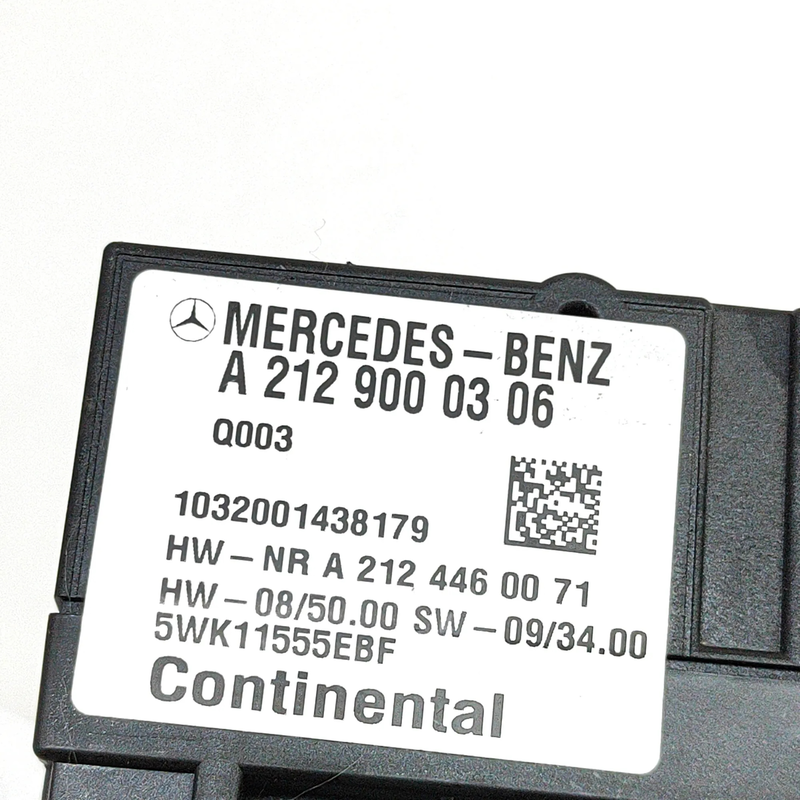 MERCEDES-BENZ
A 212 900 03 06
Q003
1032001438179
HW-NR A 212 446 00 71
HW-08/50.00 SW-09/34.00
5WK11555EBF
Continental